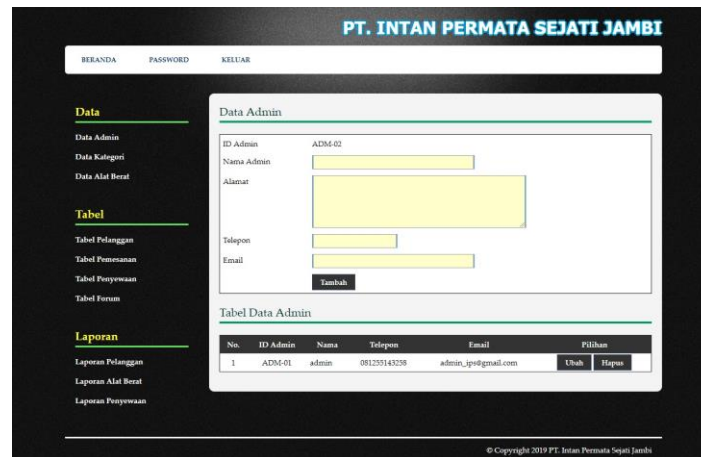 PT. INTAN PERMATA SEJATI JAMBI
BERANDA PASSWORD KELUAR
Data
Data Admin
Data Kategori
Data Alat Berat
Tabel
Tabel Pelanggan
Tabel Pemesanan
Tabel Penyewaan
Tabel Forum
Laporan
Laporan Pelanggan
Laporan Alat Berat
Laporan Penyewaan
Data Admin
ID Admin ADM-02
Nama Admin
Alamat
Telepon
Email
Tambah
Tabel Data Admin
No. ID Admin Nama Telepon Email Pilihan
1 ADM-01 admin 081255143258 admin_ips@gmail.com Ubah Hapus
© Copyright 2019 PT. Intan Permata Sejati Jambi